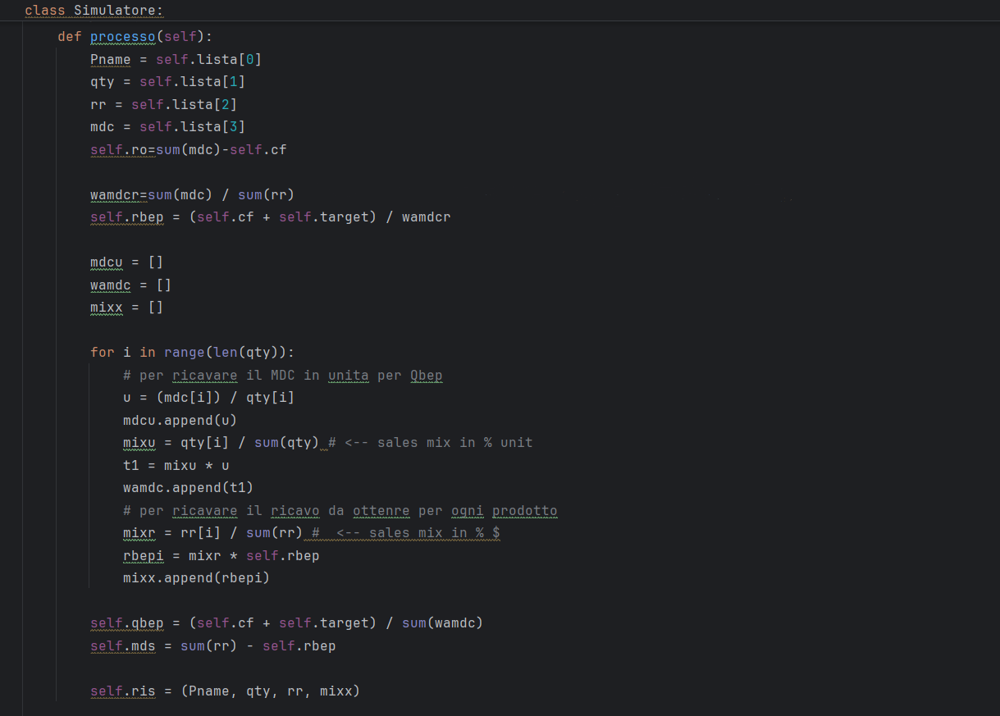 class Simulatore:
def processo(self):
Pname = self.lista[0]
qty = self.lista[1]
rr = self.lista[2]
mdc = self.lista[3]
self.ro=sum(mdc)-self.cf
wamdcr=sum(mdc) / sum(rr)
self.rbep = (self.cf + self.target) / wamdcr
mdcu = []
wamdc = []
mixx = []
for i in range(len(qty)):
# per ricavare il MDC in unita per Qbep
u = (mdc[i]) / qty[i]
mdcu.append(u)
mixu = qty[i] / sum(qty) # <-- sales mix in % unit
t1 = mixu * u
wamdc.append(t1)
# per ricavare il ricavo da ottenre per ogni prodotto
mixr = rr[i] / sum(rr) #  <-- sales mix in % $
rbepi = mixr * self.rbep
mixx.append(rbepi)
self.qbep = (self.cf + self.target) / sum(wamdc)
self.mds = sum(rr) - self.rbep
self.ris = (Pname, qty, rr, mixx)